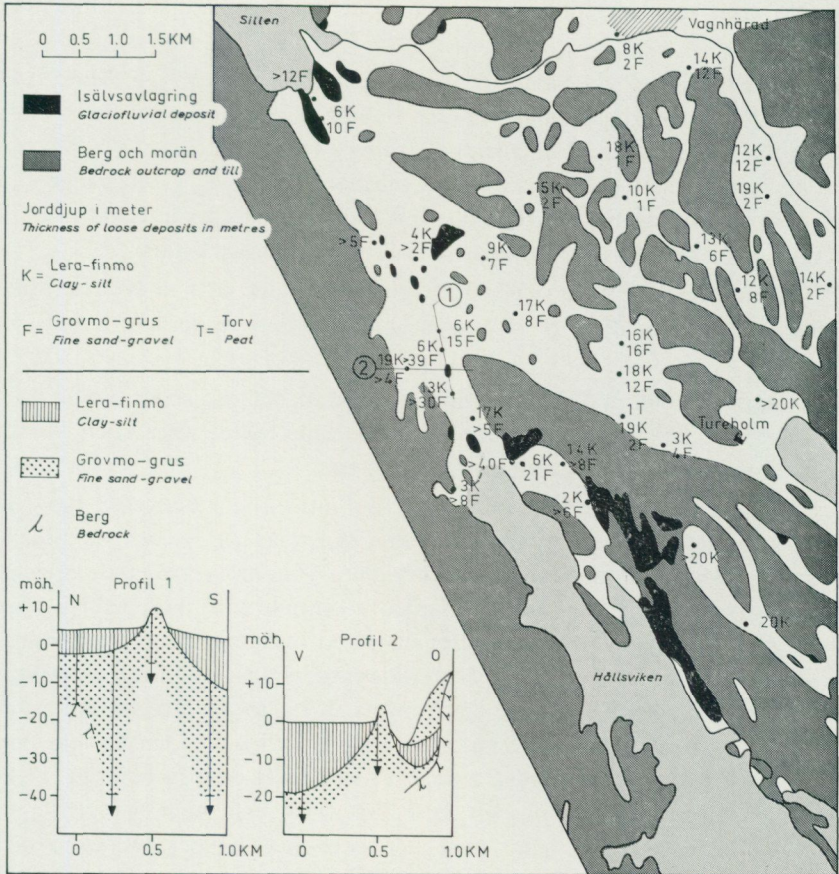 0 0.5 1.0 1.5KM
Isälvsavlagring
Glaciofluvial deposit
Berg och morän
Bedrock outcrop and till
Jorddjup i meter
Thickness of loose deposits in metres
K = Lera-finmo
Clay-silt
F = Grovmo-grus
Fine sand-gravel
T = Torv
Peat
Lera-finmo
Clay-silt
Grovmo-grus
Fine sand-gravel
Berg
Bedrock
Profil 1
möh.
N
S
+10
0
-10
-20
-30
-40
0 0.5 1.0KM
Profil 2
möh.
V
O
+10
0
-10
-20
0 0.5 1.0KM
Sillen
Vagnhärad
8K
2F
14K
12F
>12F
6K
10F
18K
1F
12K
12F
15K
2F
10K
1F
19K
2F
4K
>2F
>5F
9K
7F
13K
6F
12K
8F
14K
2F
1
17K
8F
6K
15F
16K
16F
6K
>39F
2
19K
>4F
18K
12F
13K
>30F
17K
>5F
1T
19K
2F
>20K
Tureholm
3K
4F
>40F
6K
21F
14K
>8F
3K
>8F
2K
>6F
>20K
20K
Hållsviken